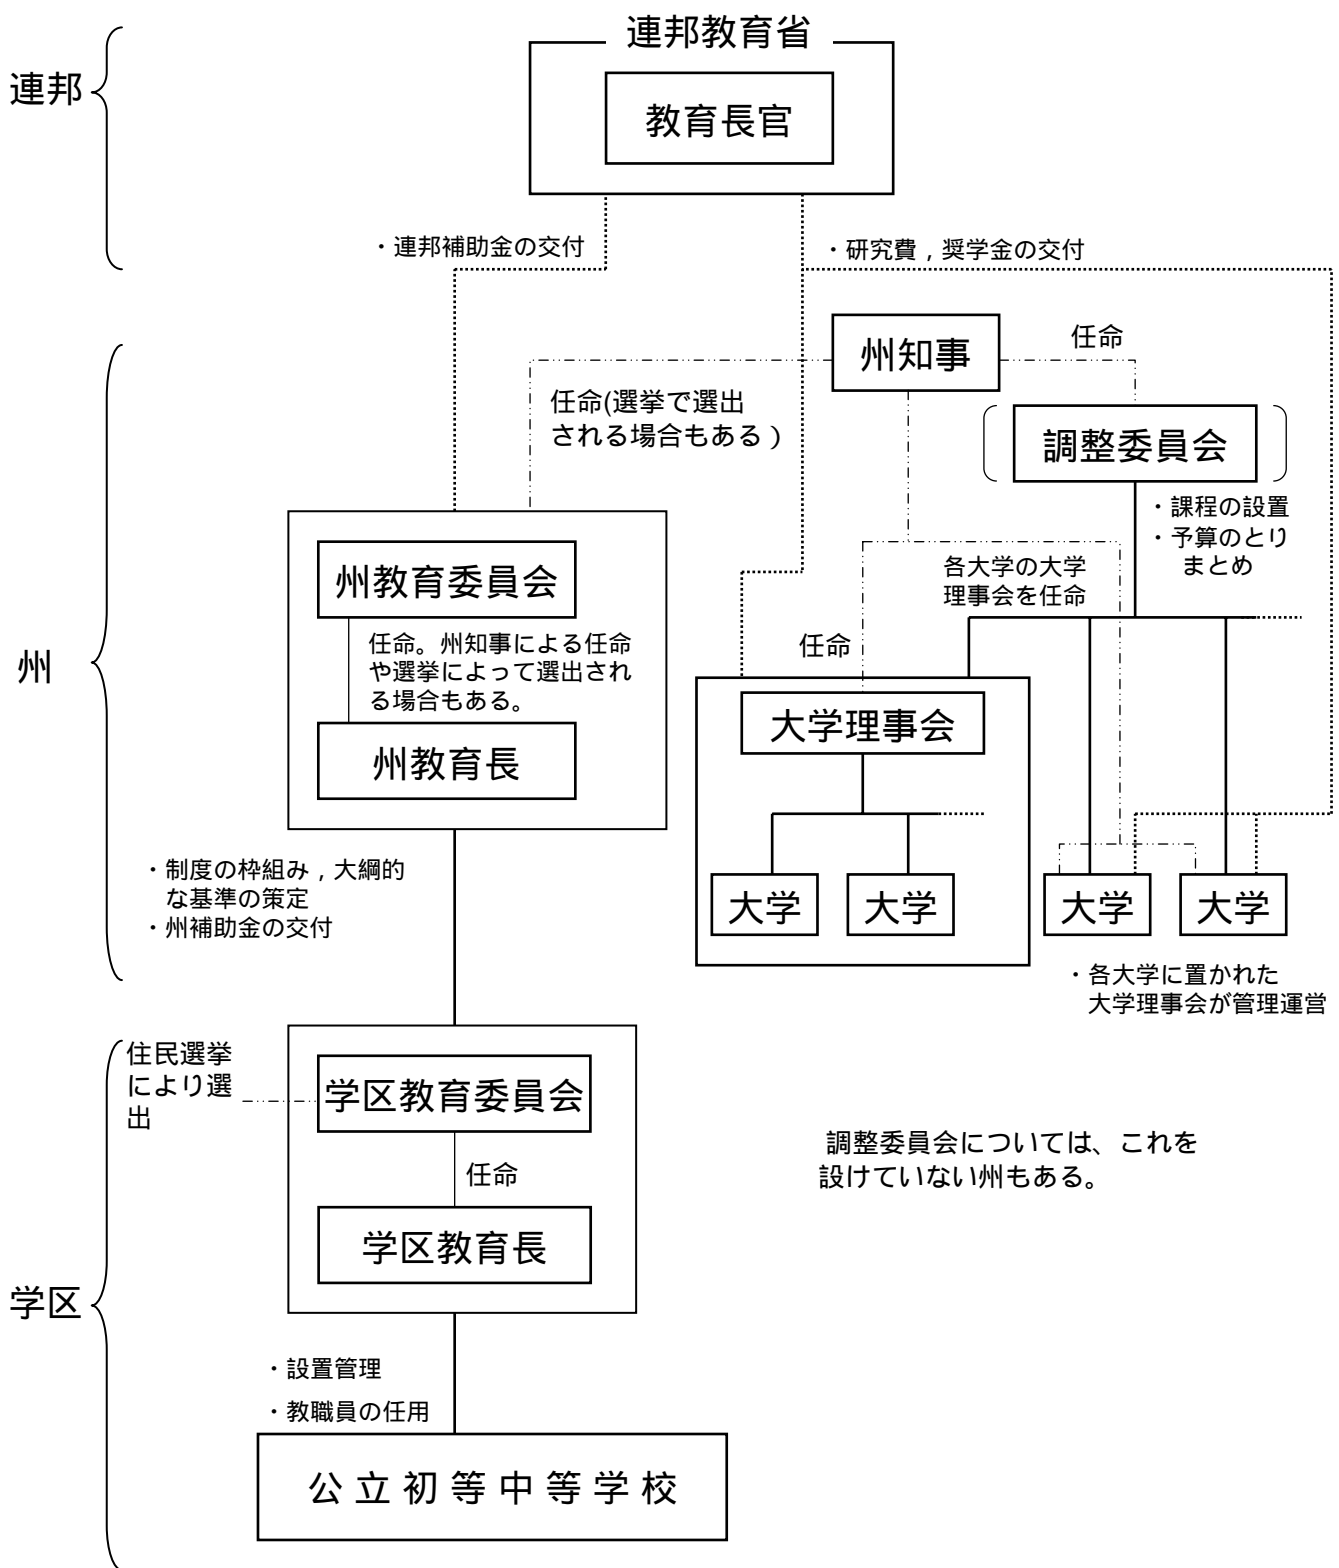 連邦教育省
連邦
教育長官
・連邦補助金の交付
・研究費，奨学金の交付
州知事
任命
任命(選挙で選出
される場合もある）
調整委員会
・課程の設置
・予算のとり
まとめ
州教育委員会
各大学の大学
理事会を任命
任命。州知事による任命
や選挙によって選出され
る場合もある。
任命
州
大学理事会
州教育長
・制度の枠組み，大綱的
な基準の策定
・州補助金の交付
大学
大学
大学
大学
・各大学に置かれた
大学理事会が管理運営
住民選挙
により選
出
学区教育委員会
調整委員会については、これを
設けていない州もある。
任命
学区教育長
学区
・設置管理
・教職員の任用
公立初等中等学校